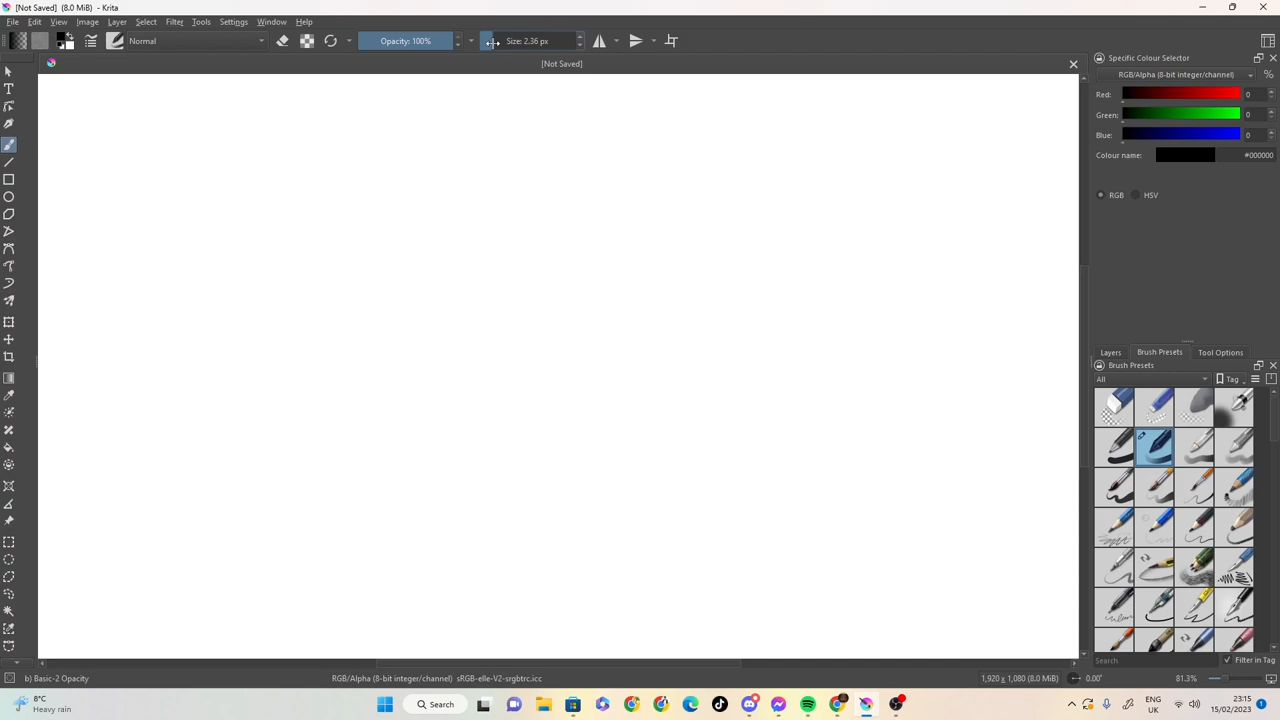 [Not Saved] (8.0 MiB) - Krita
File Edit View Image Layer Select Filter Tools Settings Window Help
Normal
Opacity: 100%
Size: 2.36 px
[Not Saved]
Specific Colour Selector
RGB/Alpha (8-bit integer/channel)
%
Red: 0
Green: 0
Blue: 0
Colour name: #000000
RGB HSV
Layers Brush Presets Tool Options
Brush Presets
All
Tag
Search
Filter in Tag
b) Basic-2 Opacity
RGB/Alpha (8-bit integer/channel) sRGB-elle-V2-srgbtrc.icc
1,920 x 1,080 (8.0 MiB)
0.00°
81.3%
8°C
Heavy rain
Search
ENG
UK
23:15
15/02/2023
1